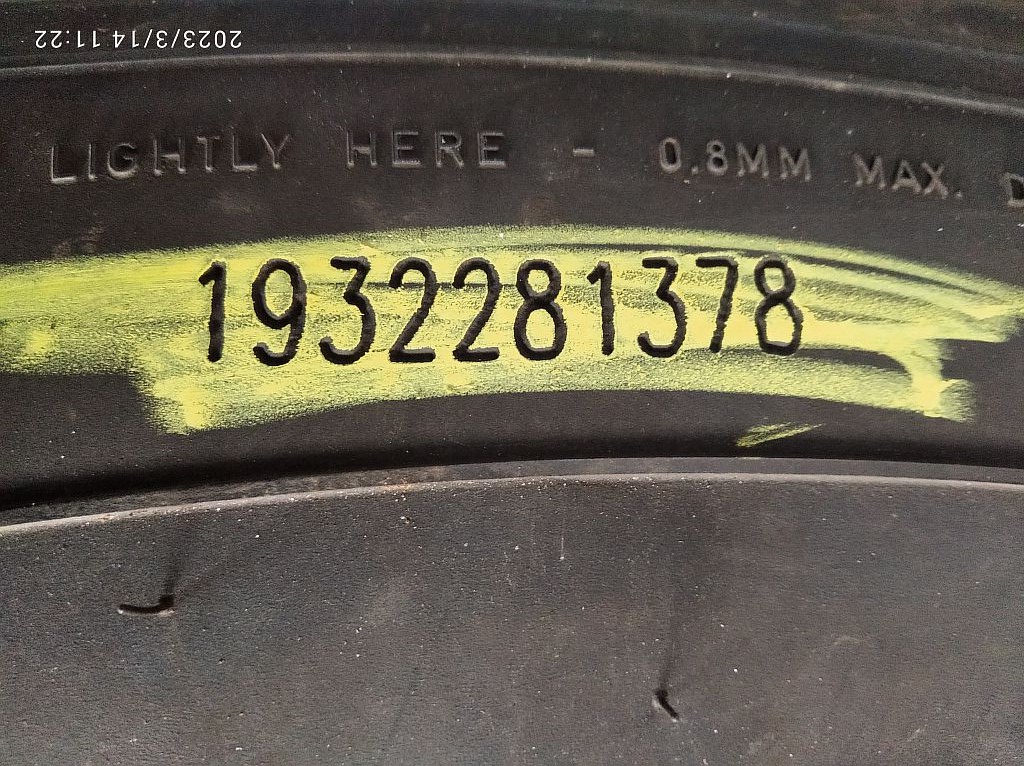 2023/3/14 11:22
LIGHTLY HERE - 0.8MM MAX. D
1932281378